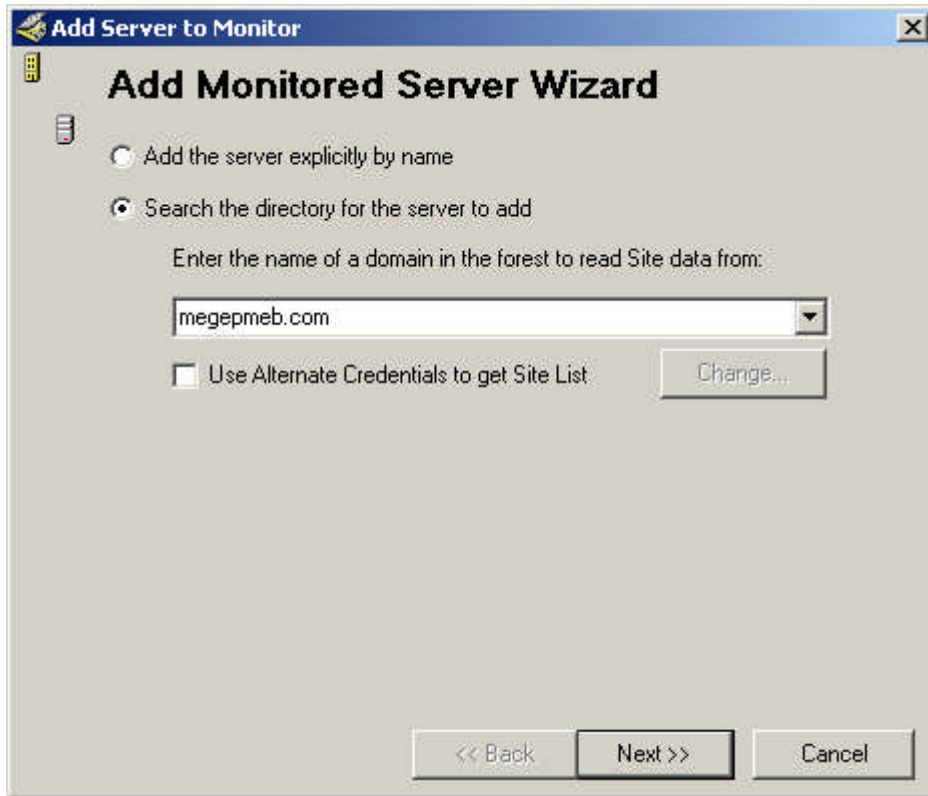 Add Server to Monitor
Add Monitored Server Wizard
Add the server explicitly by name
Search the directory for the server to add
Enter the name of a domain in the forest to read Site data from:
megepmeb.com
Use Alternate Credentials to get Site List
Change...
<< Back
Next >>
Cancel